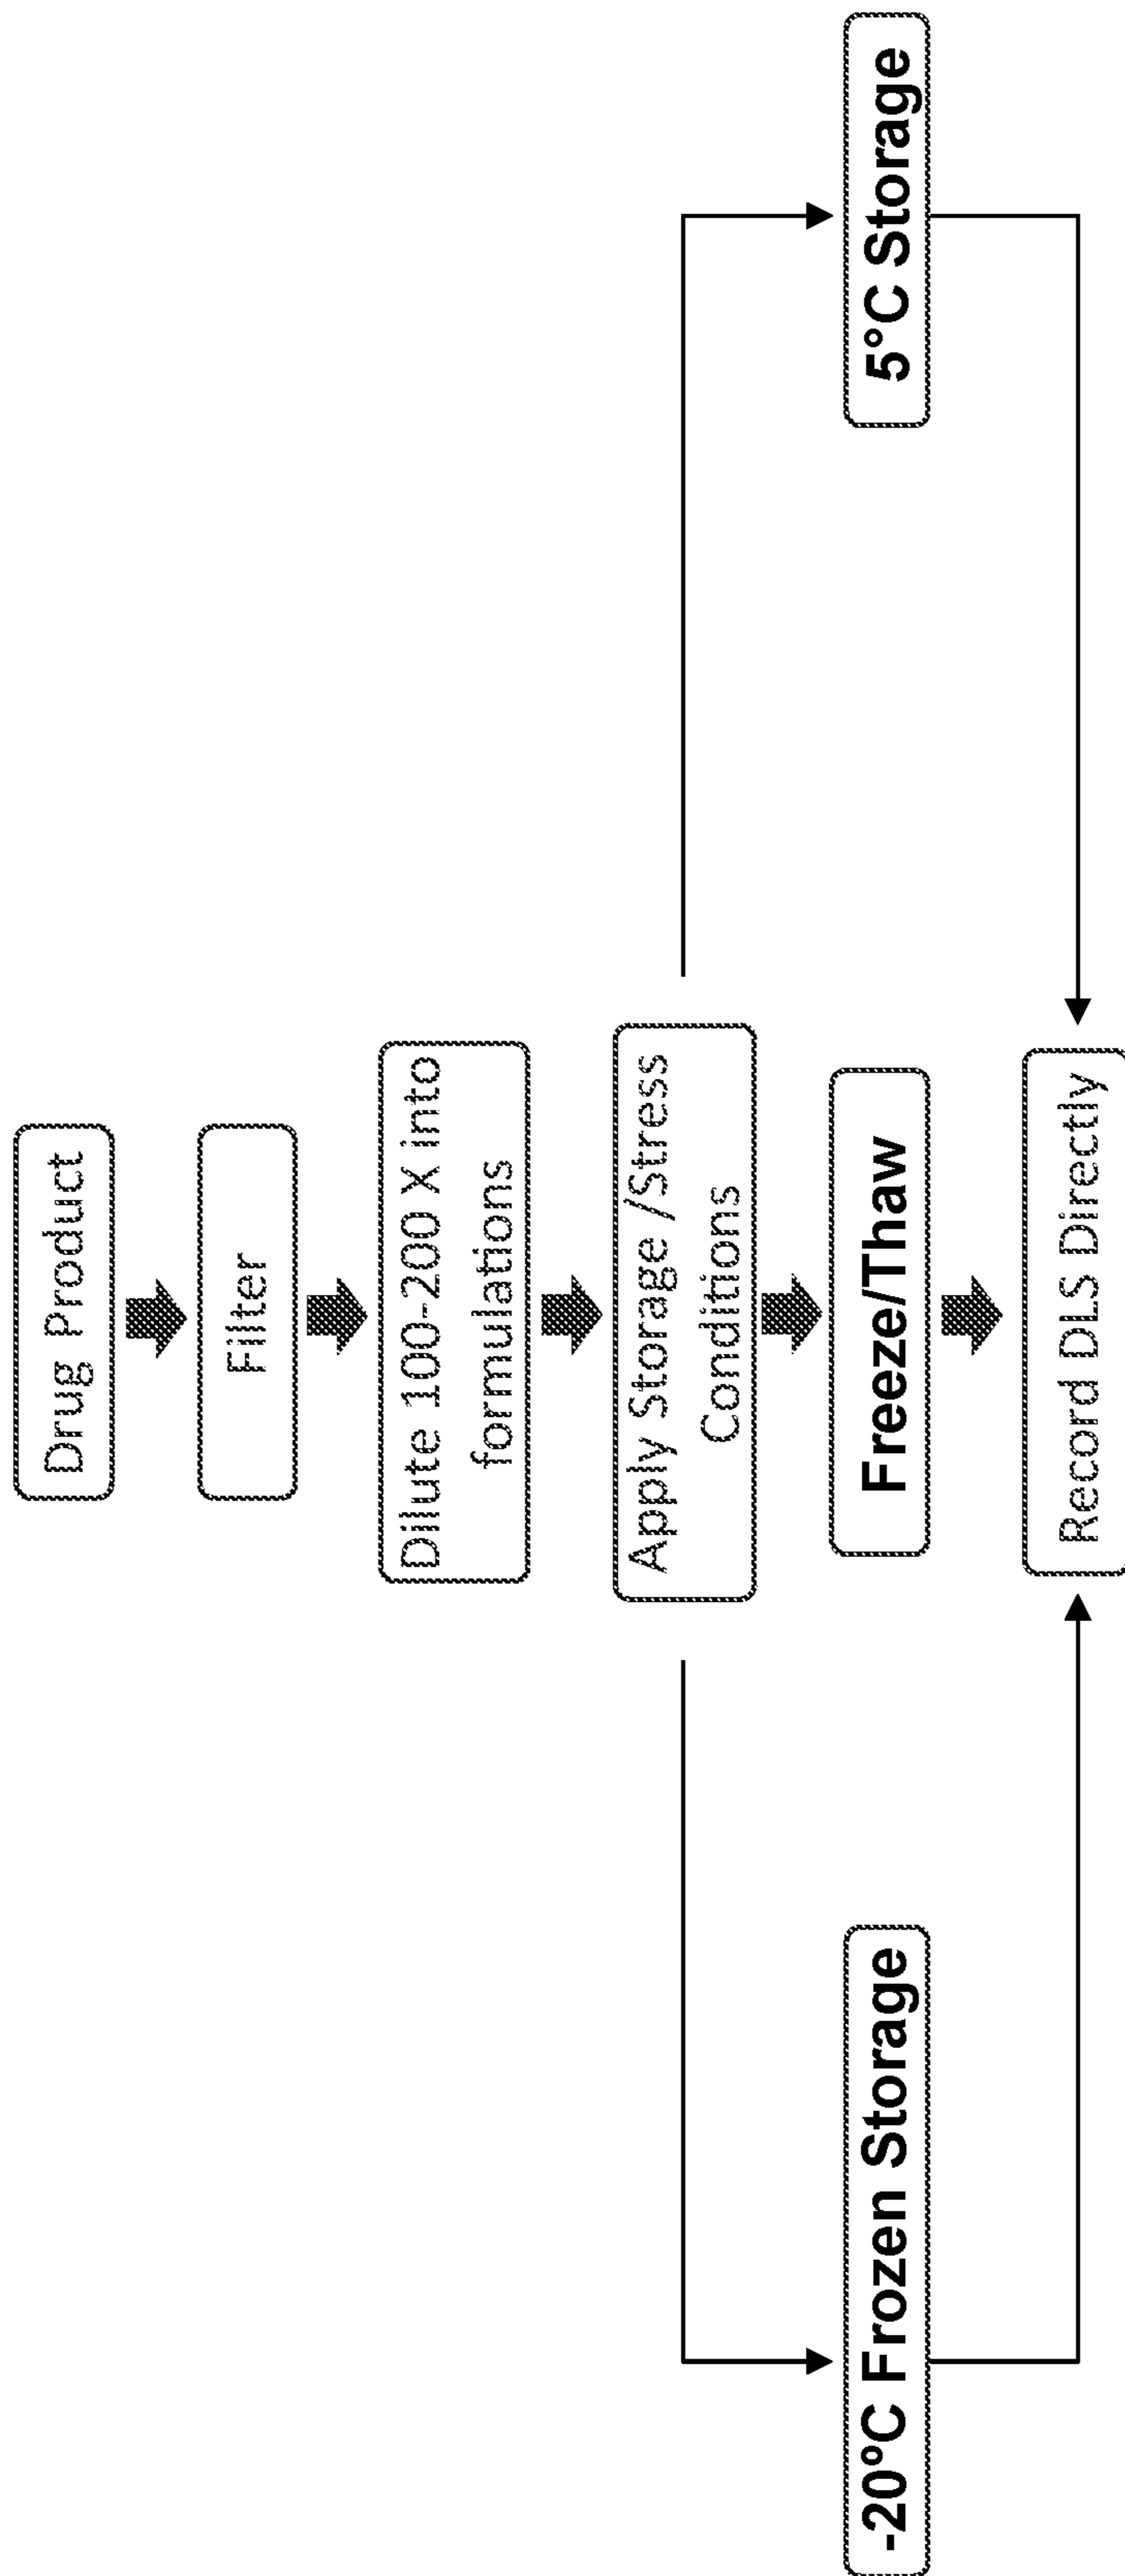 Drug Product
Filter
Dilute 100-200 X into
formulations
Apply Storage /Stress
Conditions
-20°C Frozen Storage
Freeze/Thaw
5°C Storage
Record DLS Directly